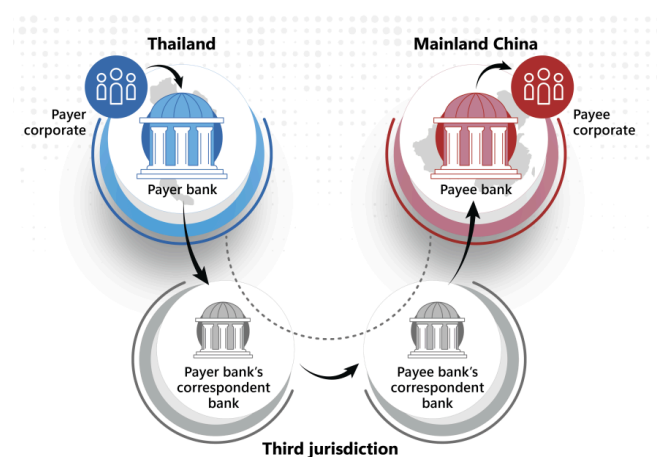 Thailand
Mainland China
Payer
corporate
Payee
corporate
Payer bank
Payee bank
Payer bank's
correspondent
bank
Payee bank's
correspondent
bank
Third jurisdiction